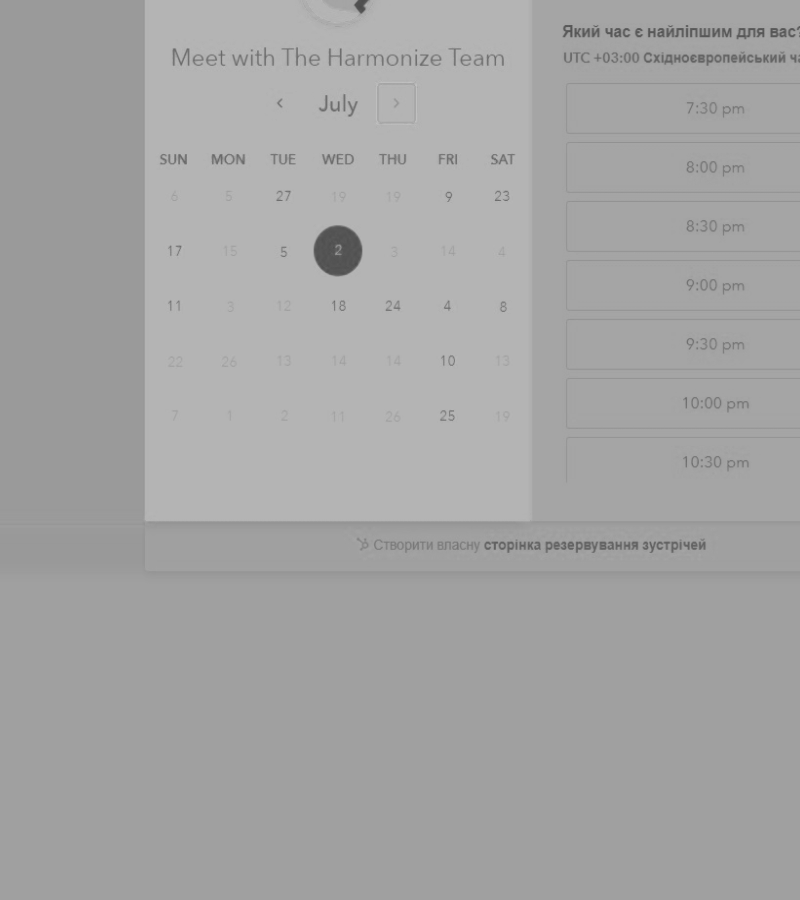 Meet with The Harmonize Team
July
SUN MON TUE WED THU FRI SAT
6 5 27 19 19 9 23
17 15 5 2 3 14 4
11 3 12 18 24 4 8
22 26 13 14 14 10 13
7 1 2 11 26 25 19
Який час є найліпшим для вас?
UTC +03:00 Східноєвропейський
7:30 pm
8:00 pm
8:30 pm
9:00 pm
9:30 pm
10:00 pm
10:30 pm
Створити власну сторінка резервування зустрічей